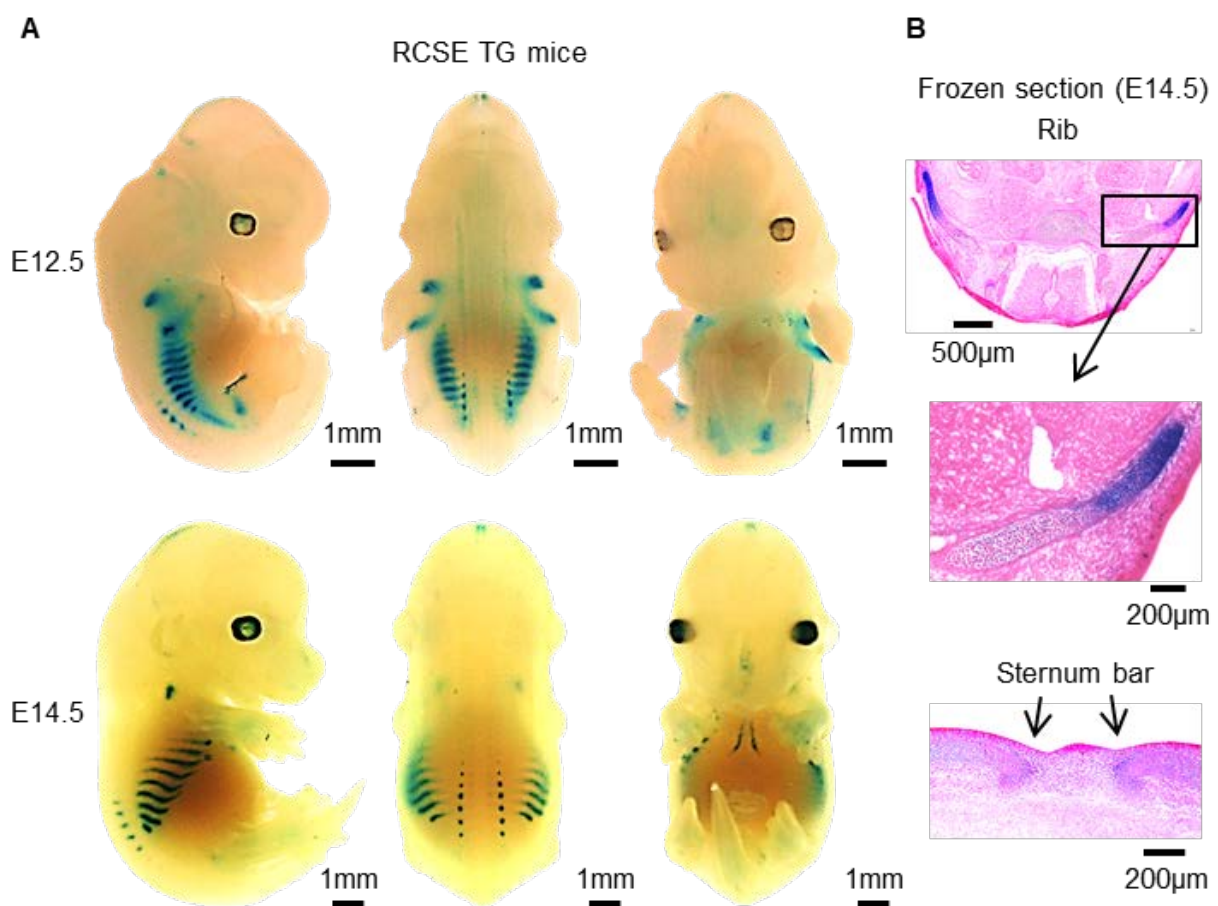 A
RCSE TG mice
E12.5
1mm
1mm
1mm
E14.5
1mm
1mm
1mm
B
Frozen section (E14.5)
Rib
500µm
200µm
Sternum bar
200µm